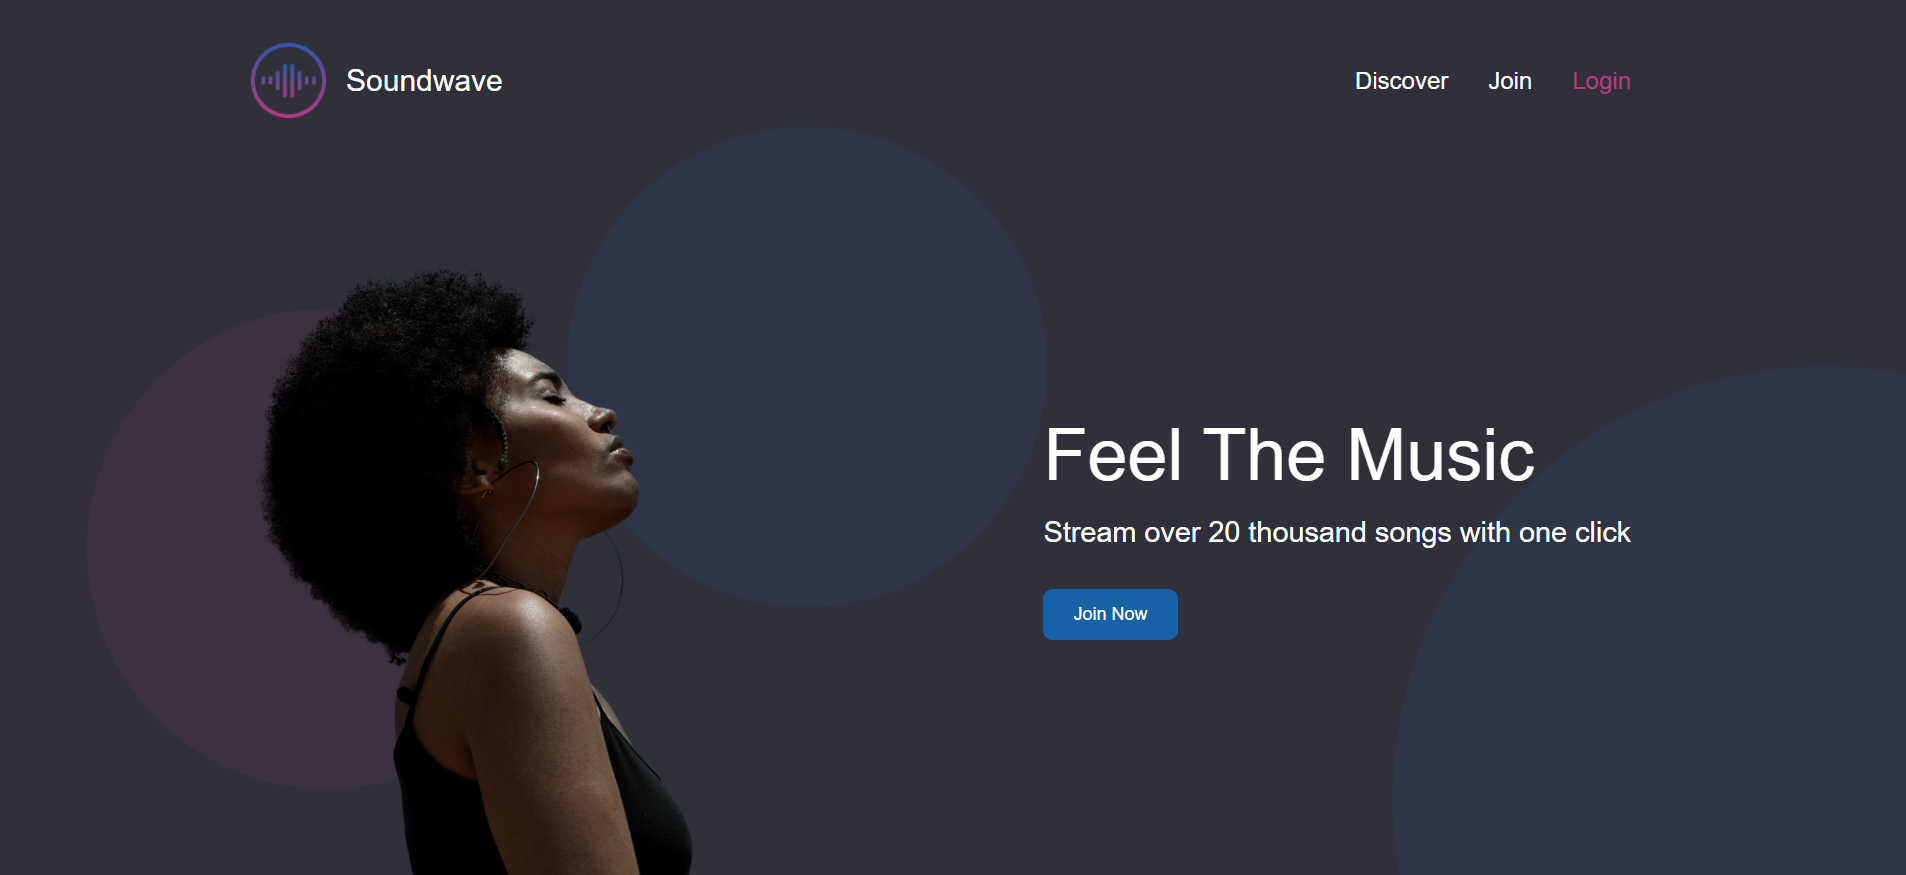 Soundwave
Discover Join Login
Feel The Music
Stream over 20 thousand songs with one click
Join Now